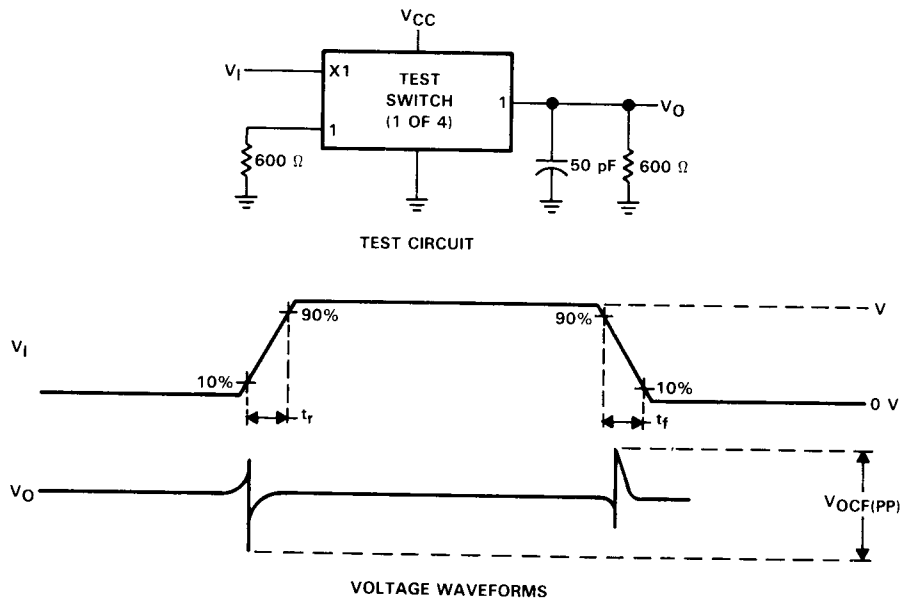 VCC
VI
X1
TEST
SWITCH
(1 OF 4)
1
1
VO
600 Ω
50 pF
600 Ω
TEST CIRCUIT
VI
90%
90%
V
10%
10%
0 V
tr
tf
VO
VOCF(PP)
VOLTAGE WAVEFORMS